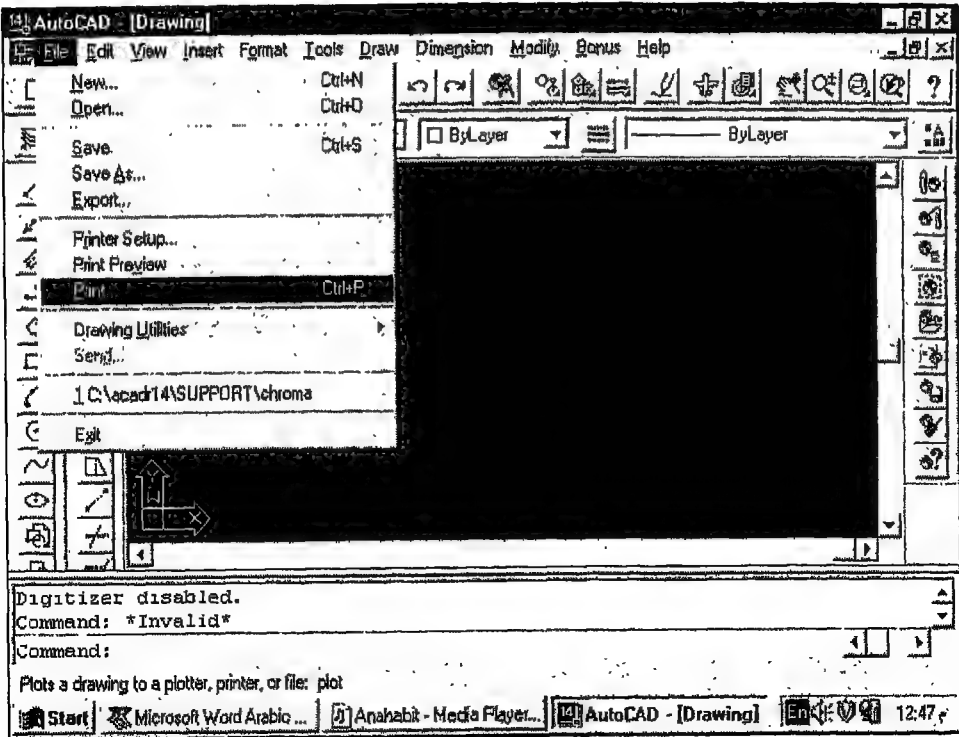 AutoCAD - [Drawing]
File Edit View Insert Format Tools Draw Dimension Modify Bonus Help
New... Ctrl+N
Open... Ctrl+O
ByLayer ByLayer
Save Ctrl+S
Save As...
Export...
Printer Setup...
Print Preview
Print... Ctrl+P
Drawing Utilities
Send...
1 C:\acadr14\SUPPORT\chroma
Exit
Y
W
X
Digitizer disabled.
Command: *Invalid*
Command:
Plots a drawing to a plotter, printer, or file: plot
Start Microsoft Word Arabic ... Anahabit - Media Player... AutoCAD - [Drawing] En 12:47 م